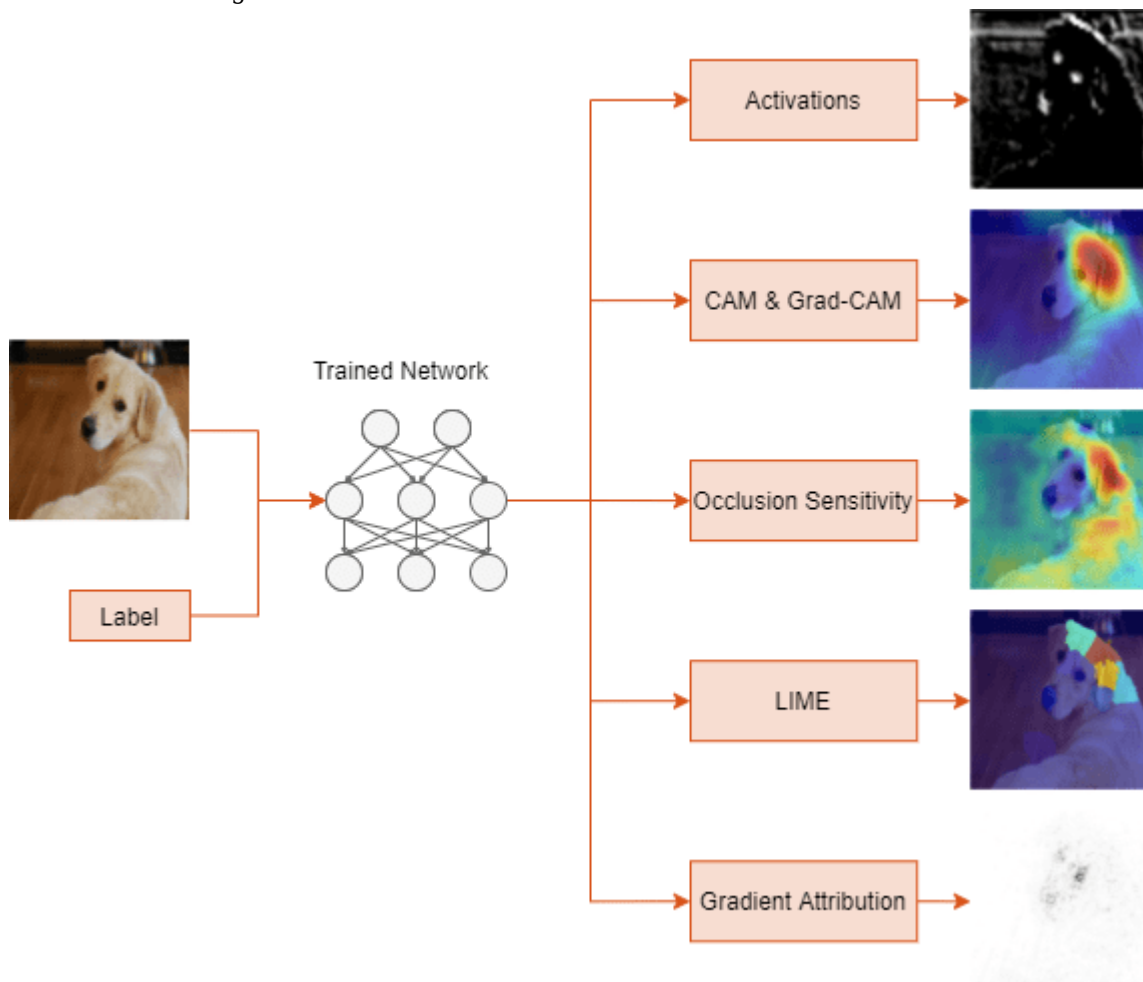 Activations
CAM & Grad-CAM
Trained Network
Occlusion Sensitivity
Label
LIME
Gradient Attribution